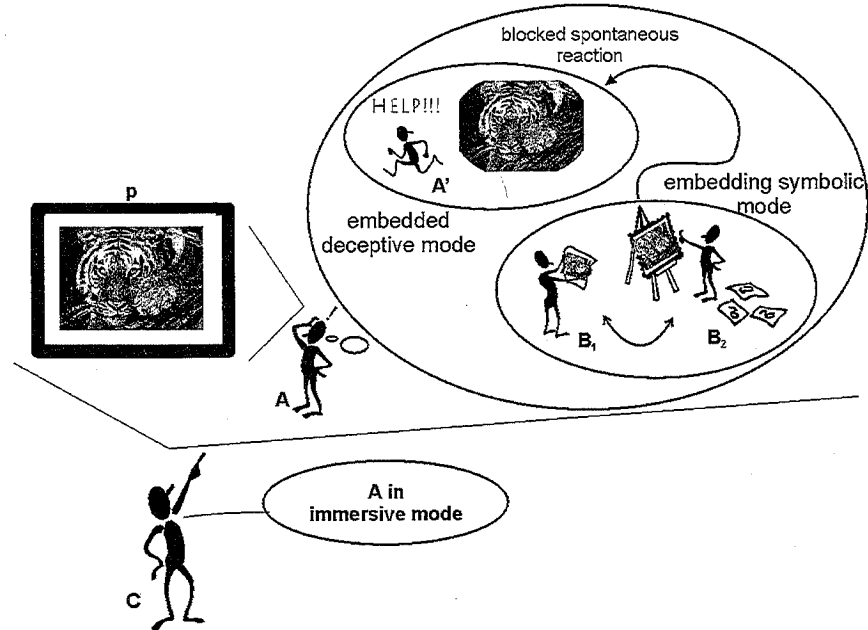 blocked spontaneous
reaction
HELP!!!
A'
p
embedding symbolic
mode
embedded
deceptive mode
B₁
B₂
A
A in
immersive mode
C